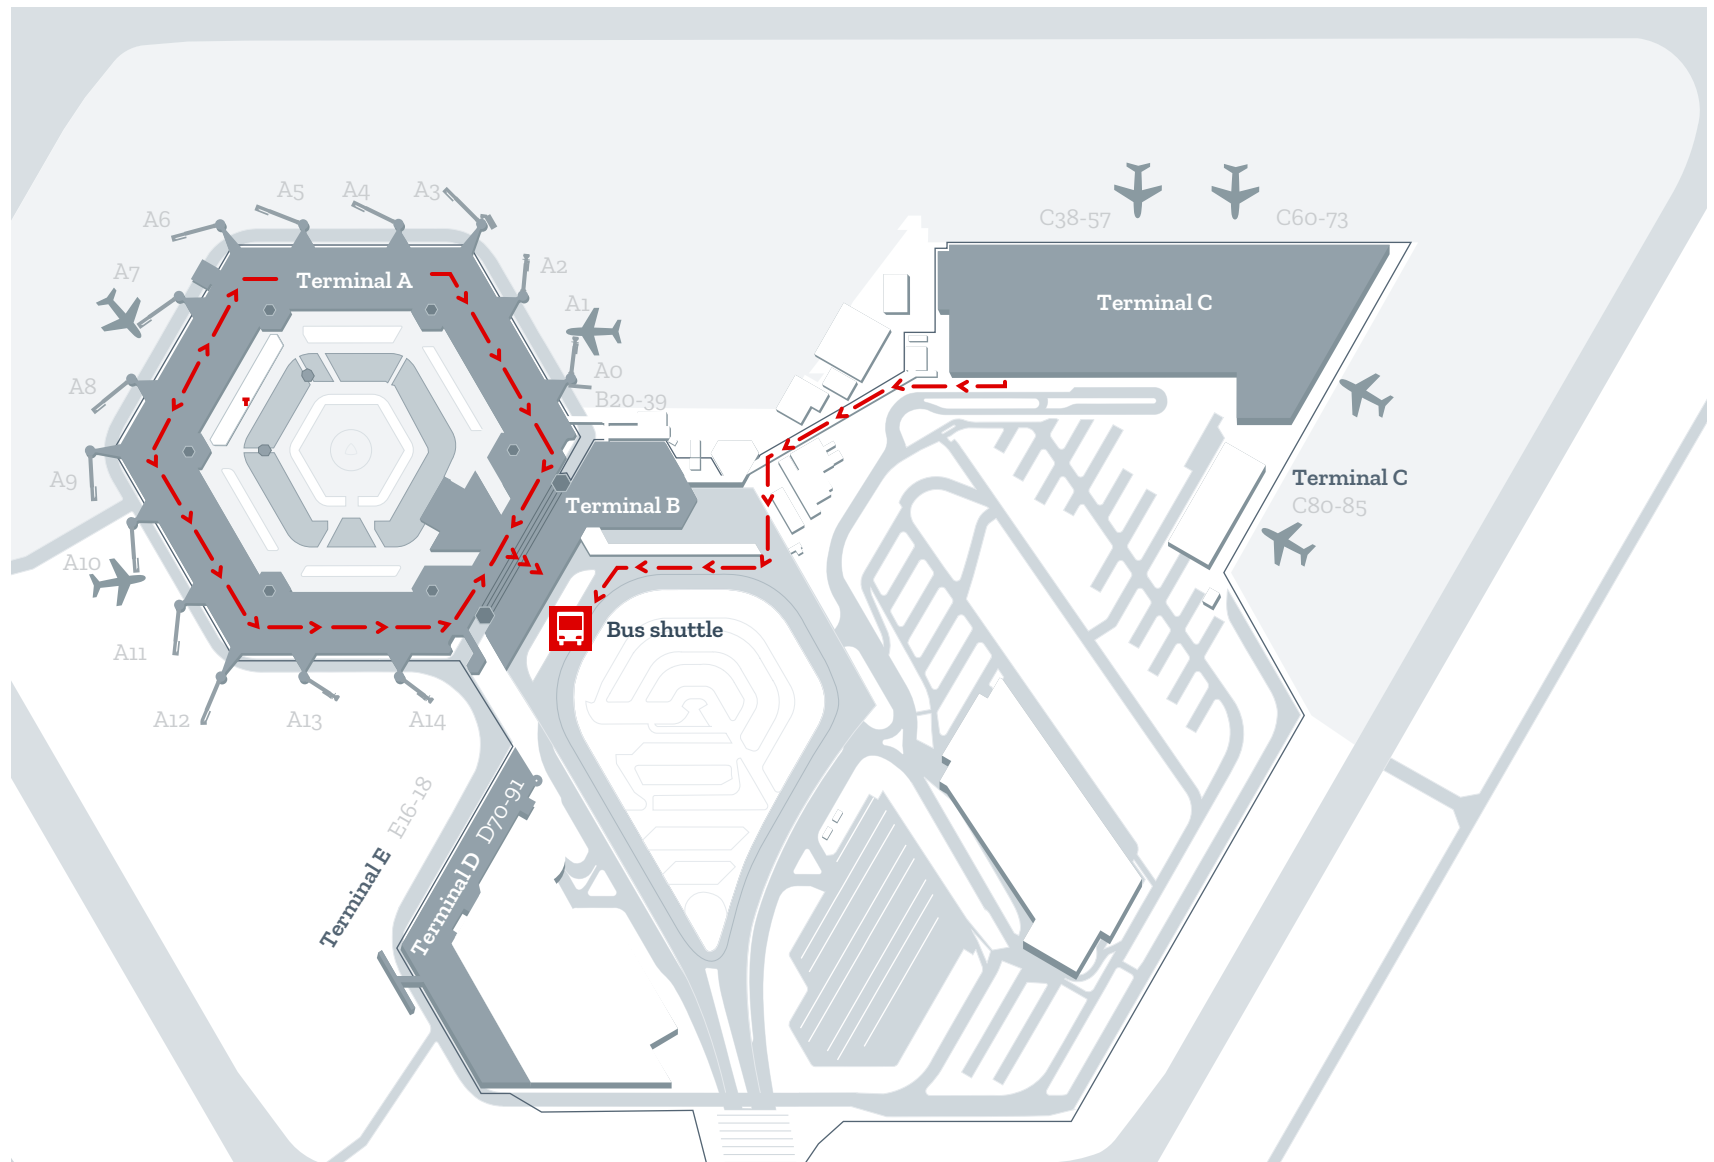 A5
A4
A3
A6
C38-57
C60-73
A7
Terminal A
A2
A1
Terminal C
A8
A0
B20-39
A9
Terminal B
Terminal C
C80-85
A10
Bus shuttle
A11
A12
A13
A14
Terminal E E16-18
Terminal D D70-91